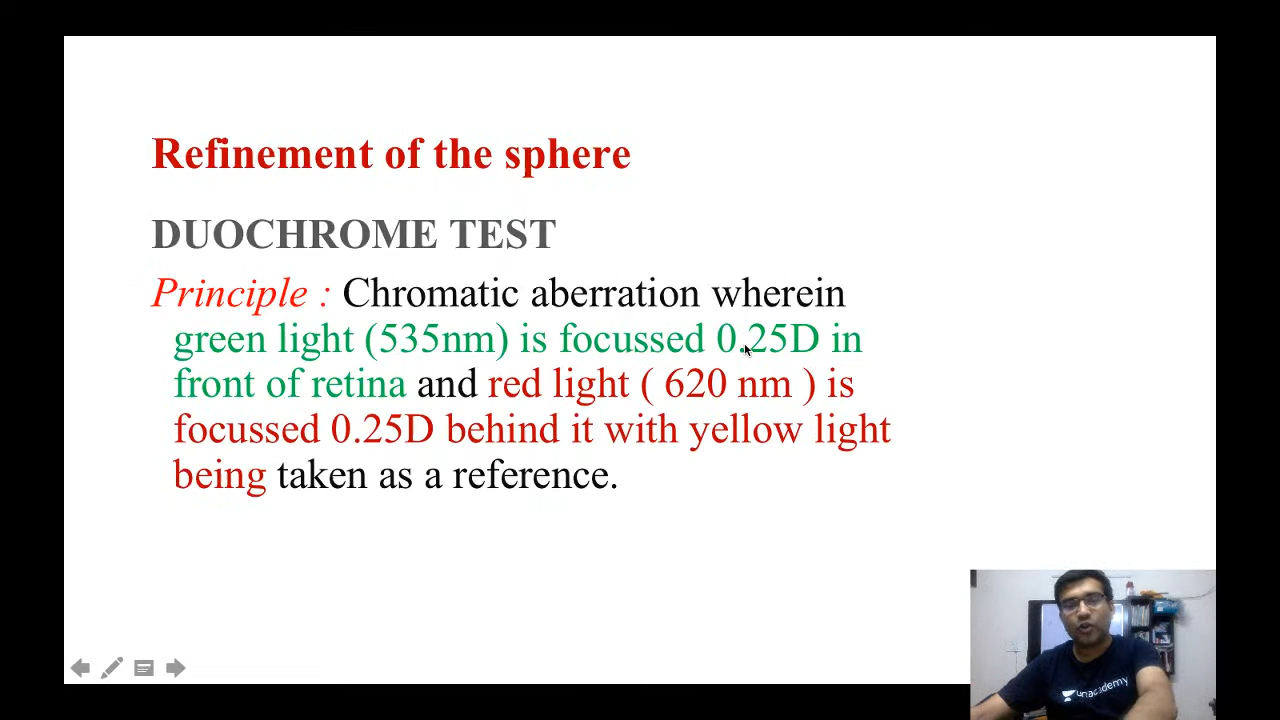 Refinement of the sphere
DUOCHROME TEST
Principle : Chromatic aberration wherein
green light (535nm) is focussed 0.25D in
front of retina and red light ( 620 nm ) is
focussed 0.25D behind it with yellow light
being taken as a reference.
unacademy